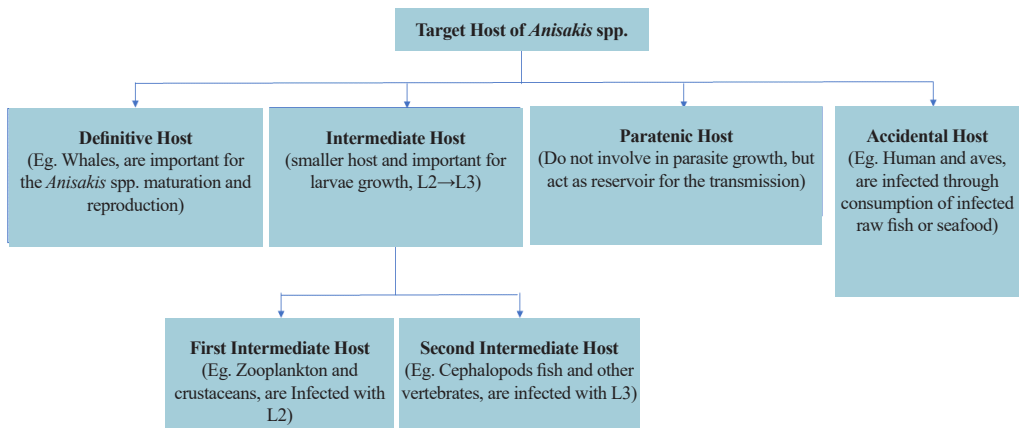 Target Host of Anisakis spp.
Definitive Host
(Eg. Whales, are important for
the Anisakis spp. maturation and
reproduction)
Intermediate Host
(smaller host and important for
larvae growth, L2→L3)
Paratenic Host
(Do not involve in parasite growth, but
act as reservoir for the transmission)
Accidental Host
(Eg. Human and aves,
are infected through
consumption of infected
raw fish or seafood)
First Intermediate Host
(Eg. Zooplankton and
crustaceans, are Infected with
L2)
Second Intermediate Host
(Eg. Cephalopods fish and other
vertebrates, are infected with L3)